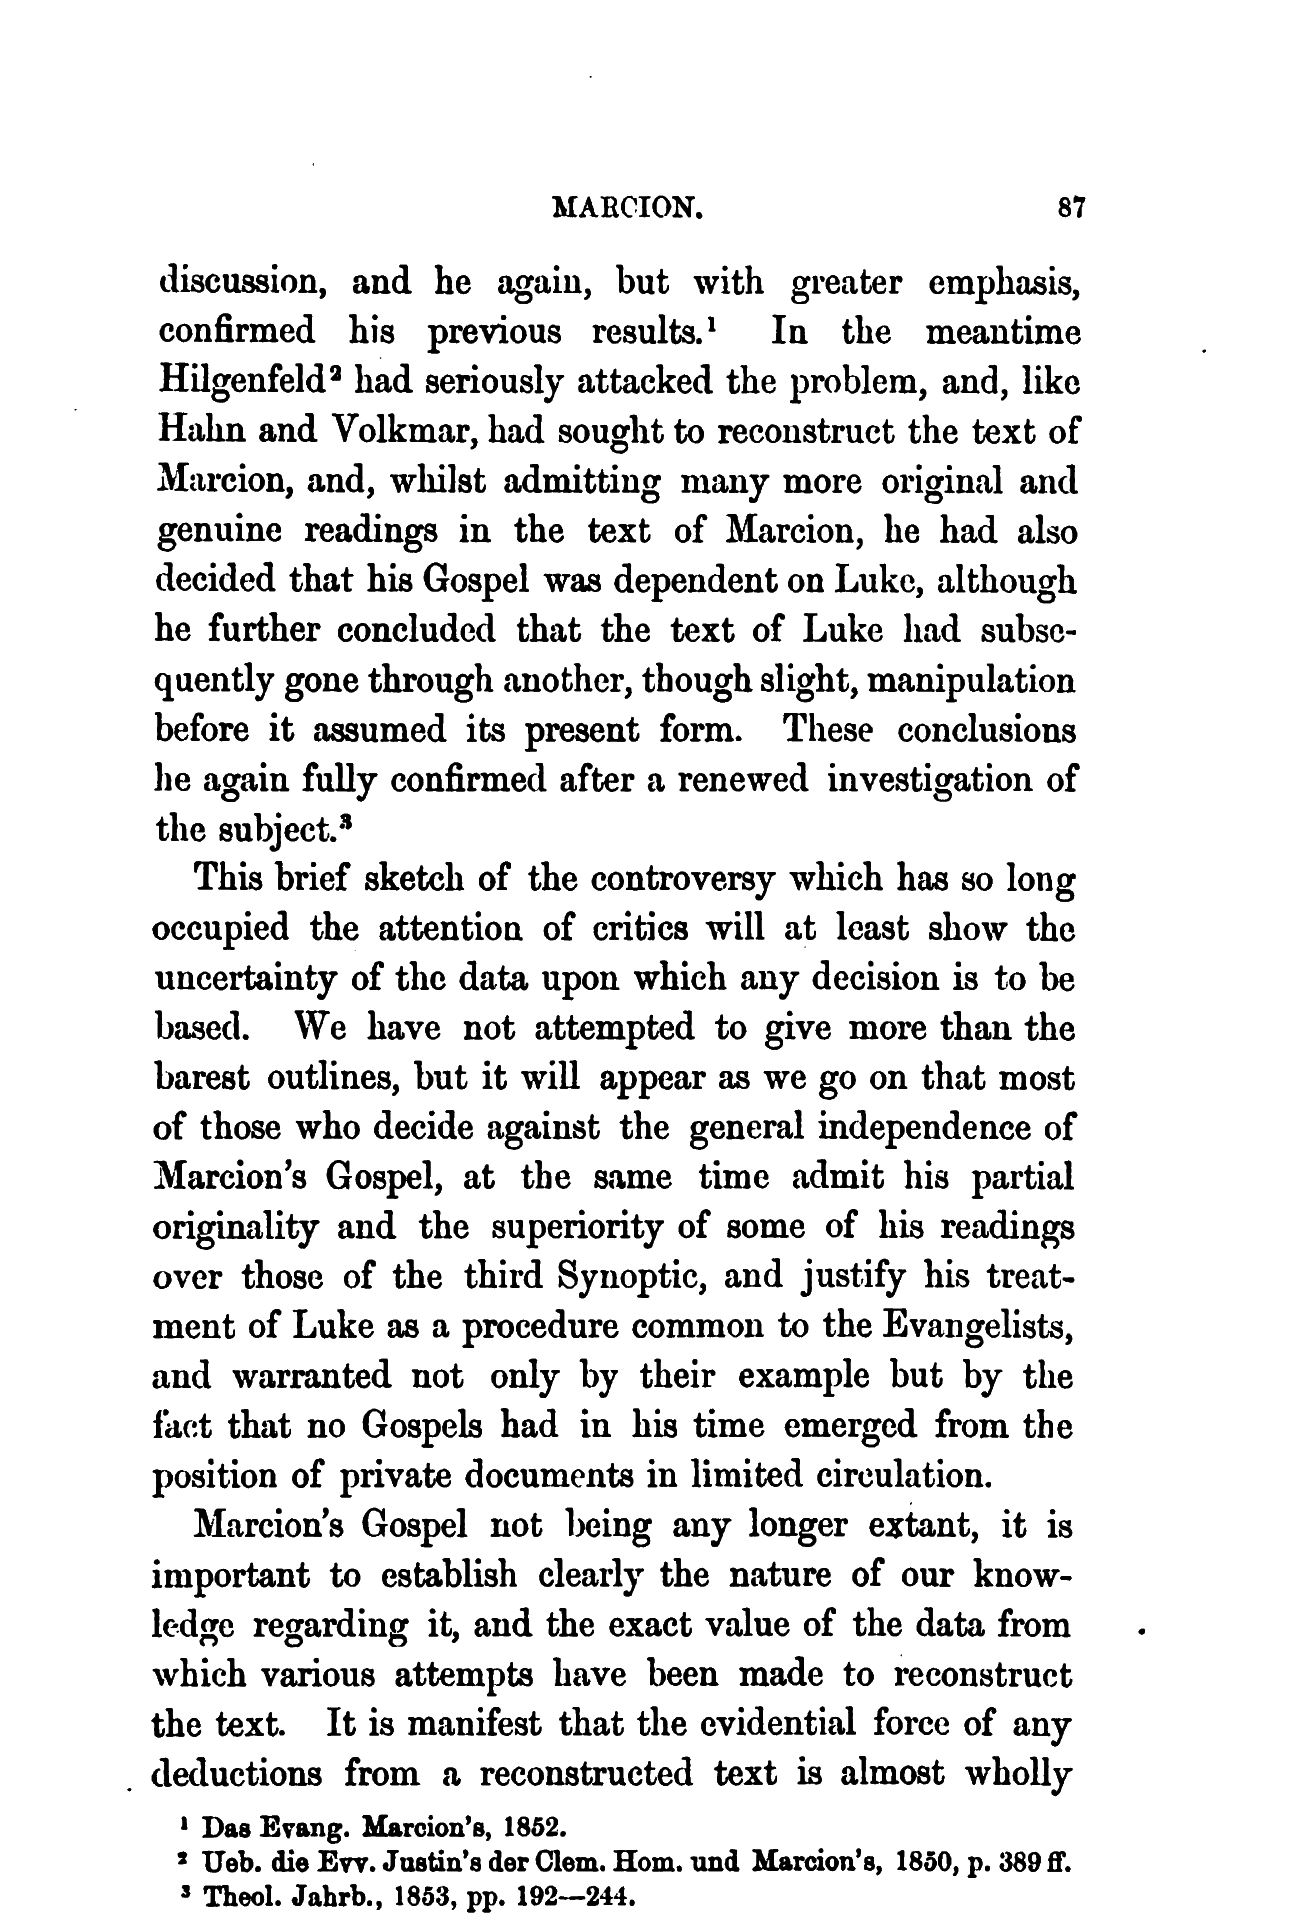 MARCION. 87
discussion, and he again, but with greater emphasis,
confirmed his previous results.¹ In the meantime
Hilgenfeld² had seriously attacked the problem, and, like
Hahn and Volkmar, had sought to reconstruct the text of
Marcion, and, whilst admitting many more original and
genuine readings in the text of Marcion, he had also
decided that his Gospel was dependent on Luke, although
he further concluded that the text of Luke had subse-
quently gone through another, though slight, manipulation
before it assumed its present form. These conclusions
he again fully confirmed after a renewed investigation of
the subject.³
This brief sketch of the controversy which has so long
occupied the attention of critics will at least show the
uncertainty of the data upon which any decision is to be
based. We have not attempted to give more than the
barest outlines, but it will appear as we go on that most
of those who decide against the general independence of
Marcion's Gospel, at the same time admit his partial
originality and the superiority of some of his readings
over those of the third Synoptic, and justify his treat-
ment of Luke as a procedure common to the Evangelists,
and warranted not only by their example but by the
fact that no Gospels had in his time emerged from the
position of private documents in limited circulation.
Marcion's Gospel not being any longer extant, it is
important to establish clearly the nature of our know-
ledge regarding it, and the exact value of the data from
which various attempts have been made to reconstruct
the text. It is manifest that the evidential force of any
deductions from a reconstructed text is almost wholly
¹ Das Evang. Marcion's, 1852.
² Ueb. die Evv. Justin's der Clem. Hom. und Marcion's, 1850, p. 389 ff.
³ Theol. Jahrb., 1853, pp. 192—244.